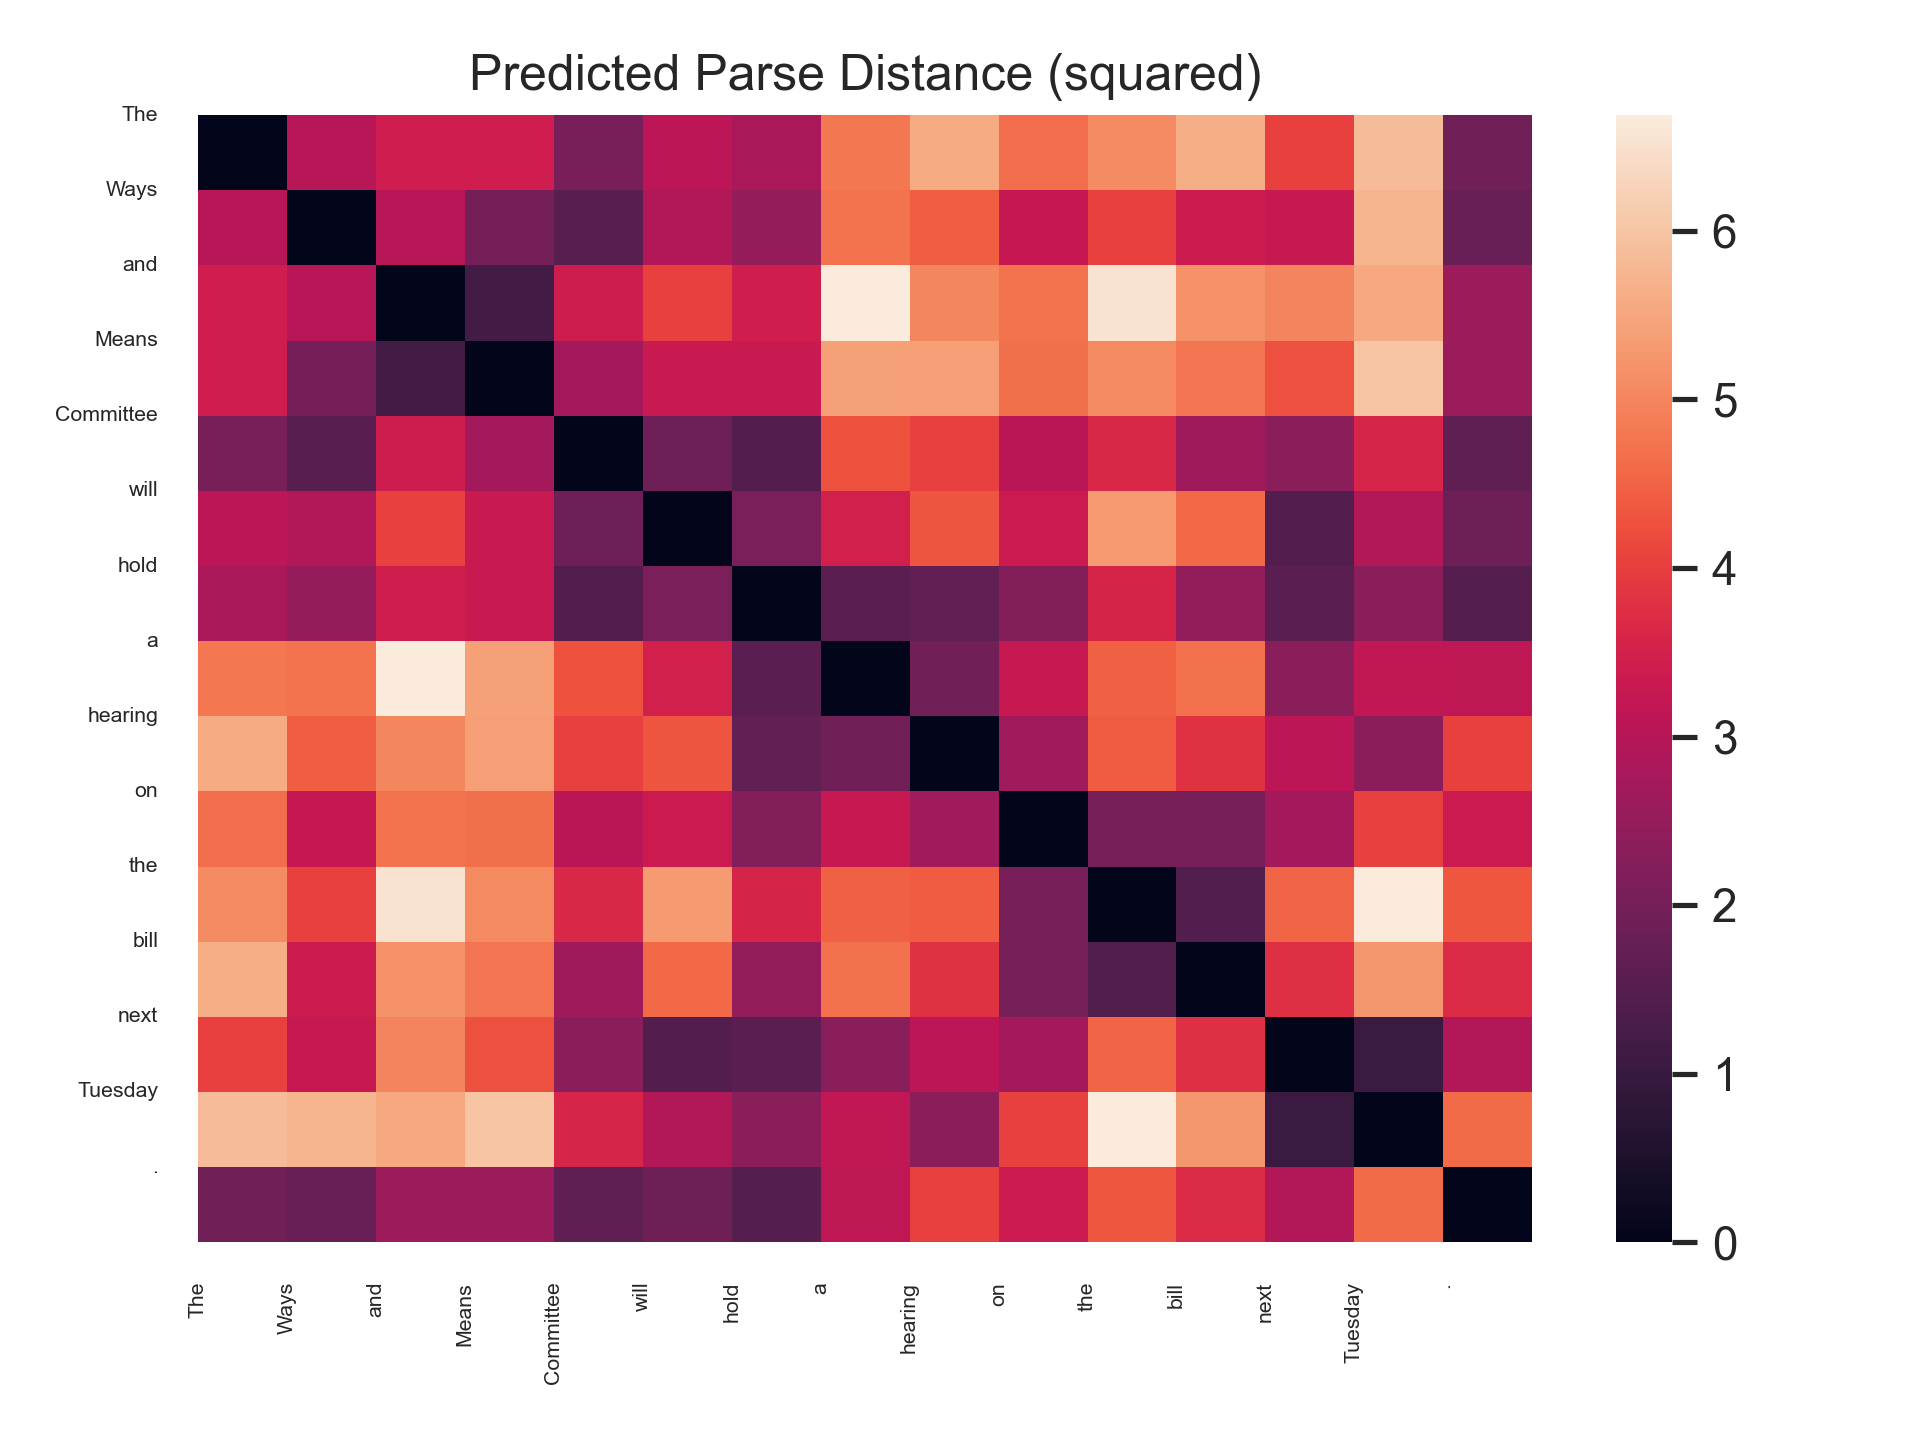 Predicted Parse Distance (squared)
The
Ways
and
Means
Committee
will
hold
a
hearing
on
the
bill
next
Tuesday
.
6
5
4
3
2
1
0
The
Ways
and
Means
Committee
will
hold
a
hearing
on
the
bill
next
Tuesday
.